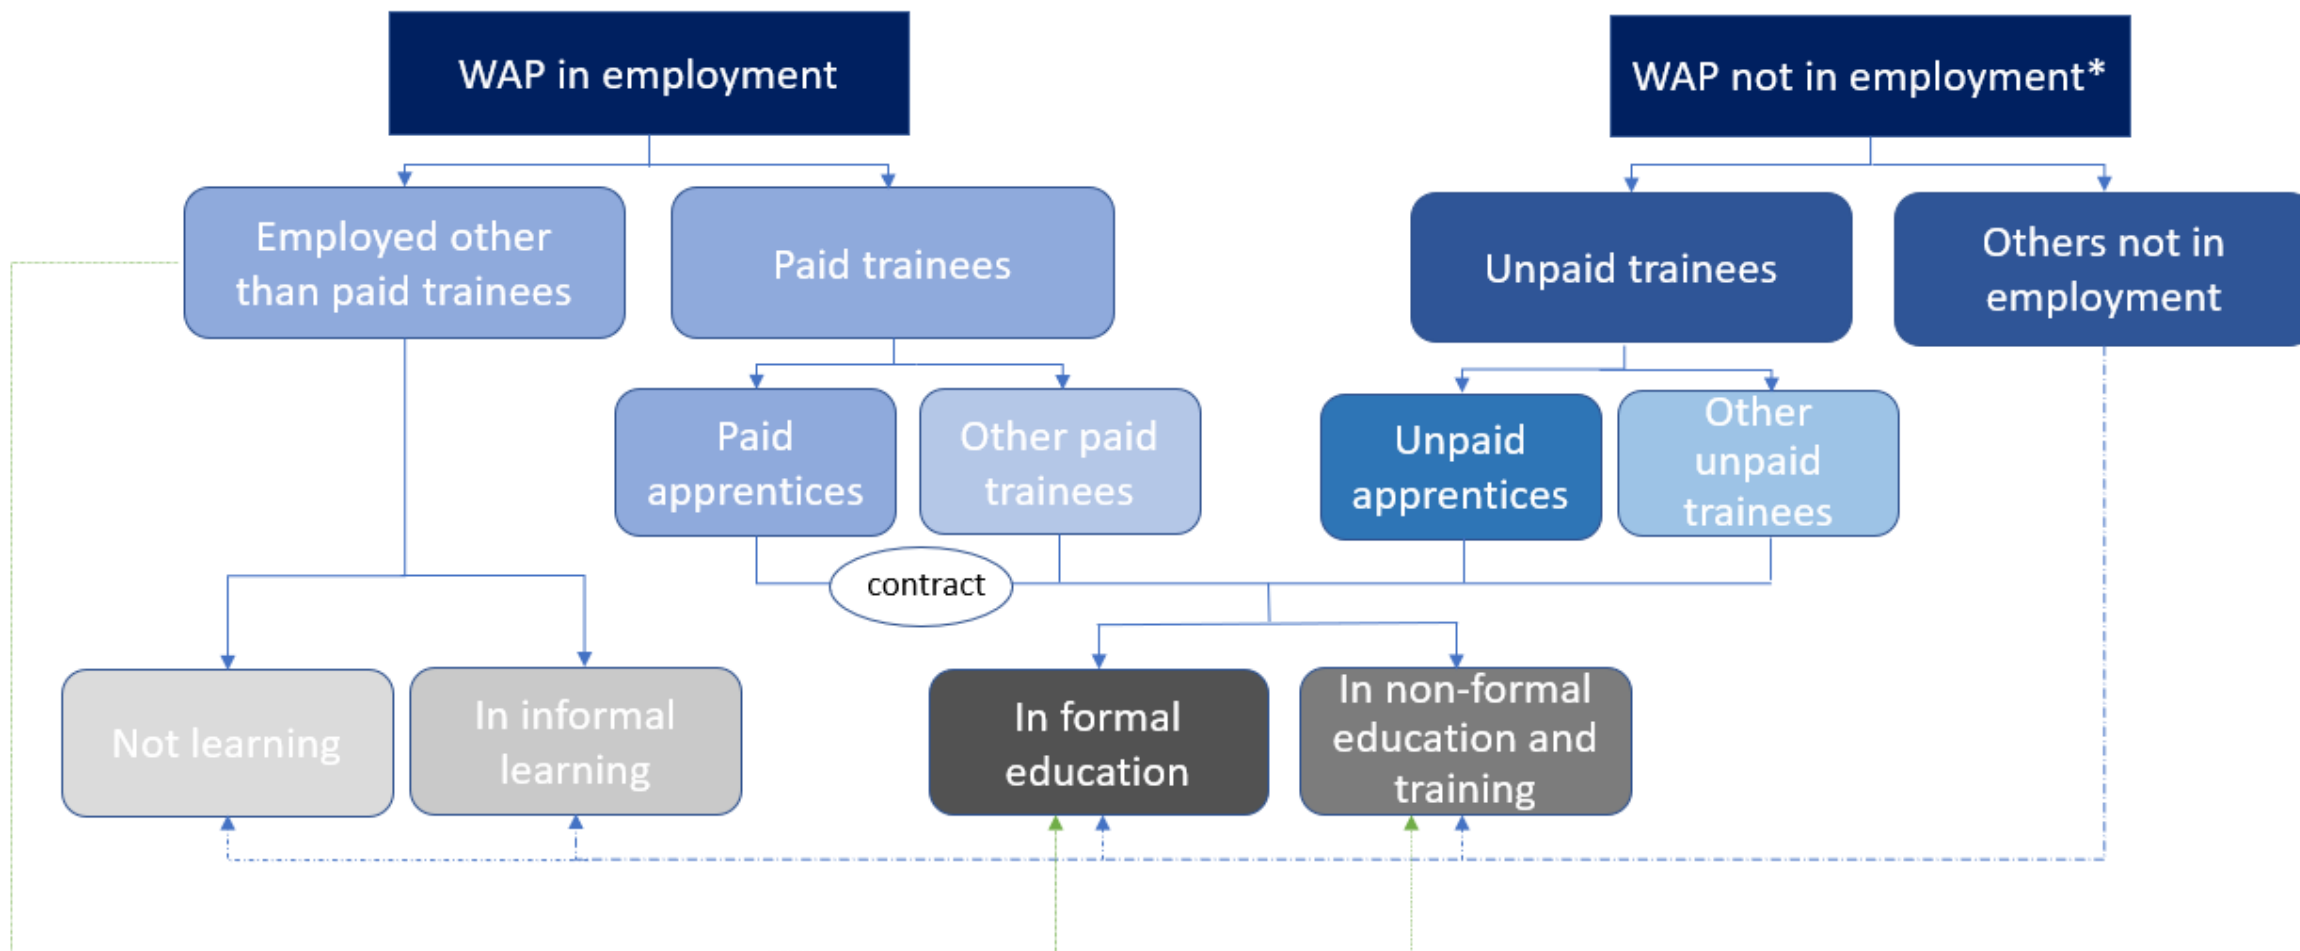 WAP in employment
WAP not in employment*
Employed other
than paid trainees
Paid trainees
Unpaid trainees
Others not in
employment
Paid
apprentices
Other paid
trainees
Unpaid
apprentices
Other
unpaid
trainees
contract
Not learning
In informal
learning
In formal
education
In non-formal
education and
training